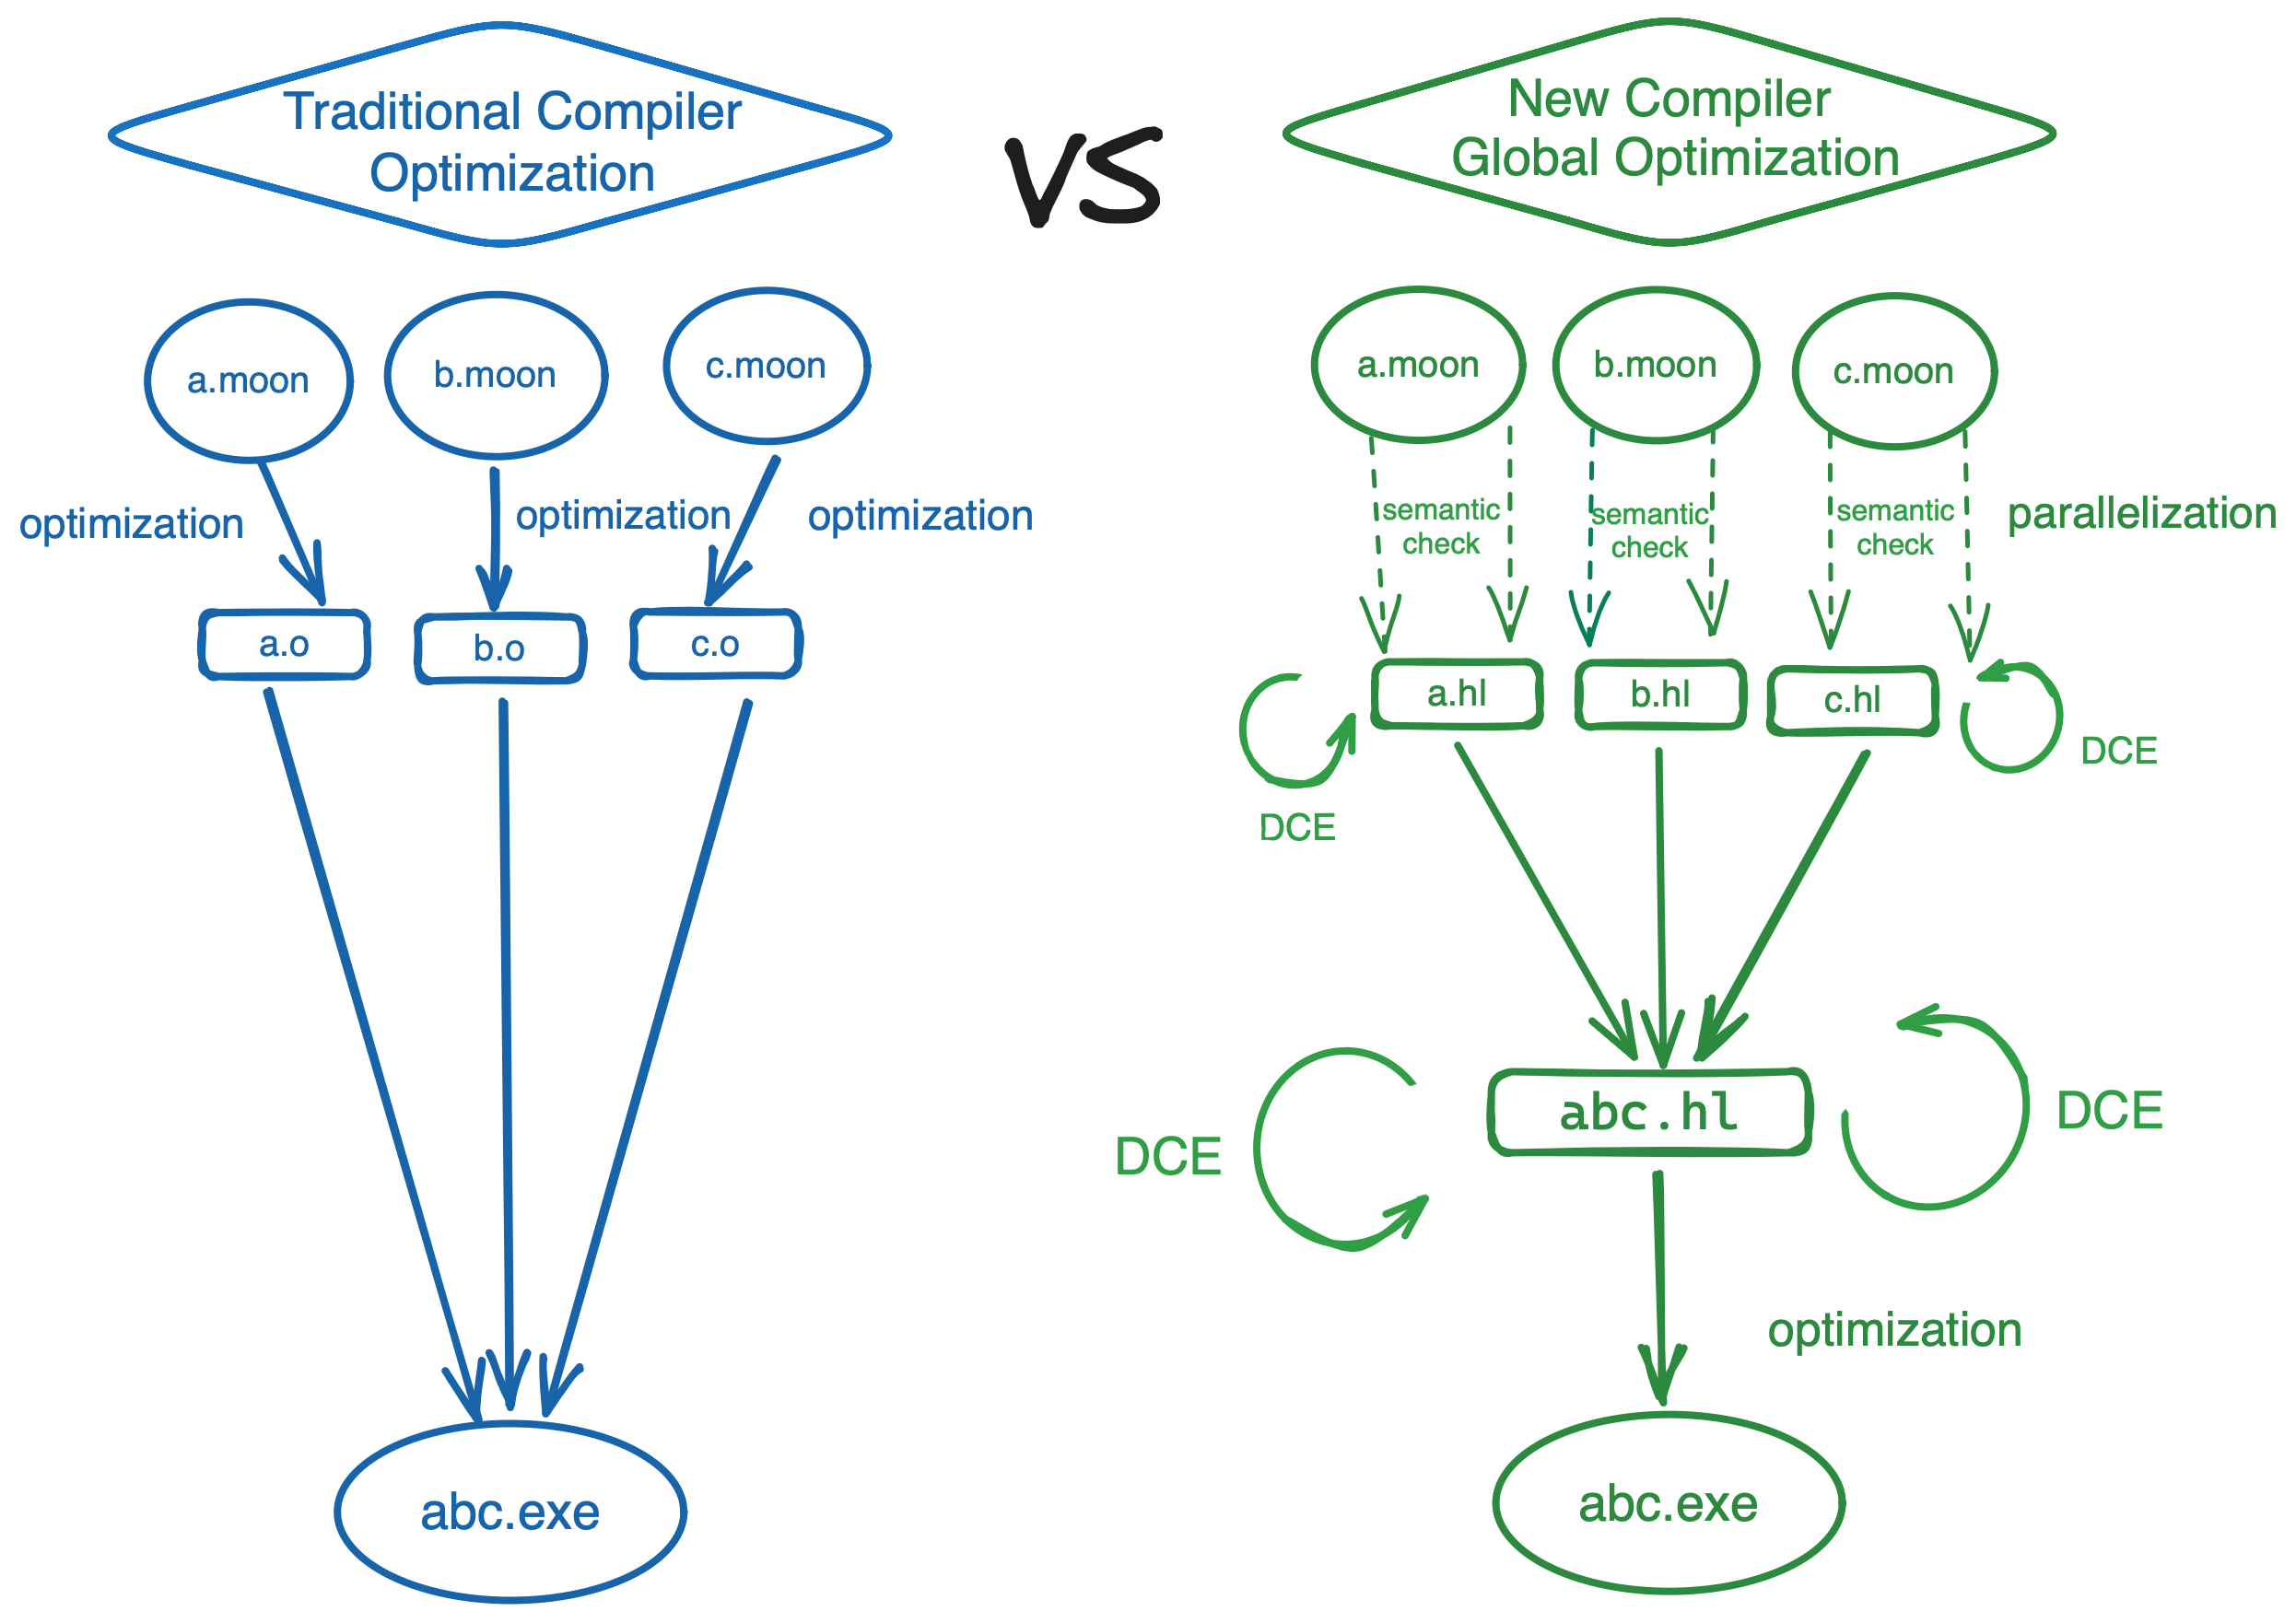 Traditional Compiler
Optimization
VS
New Compiler
Global Optimization
a.moon
b.moon
c.moon
optimization
optimization
optimization
a.o
b.o
c.o
abc.exe
a.moon
b.moon
c.moon
semantic
check
semantic
check
semantic
check
parallelization
a.hl
b.hl
c.hl
DCE
DCE
abc.hl
DCE
DCE
optimization
abc.exe